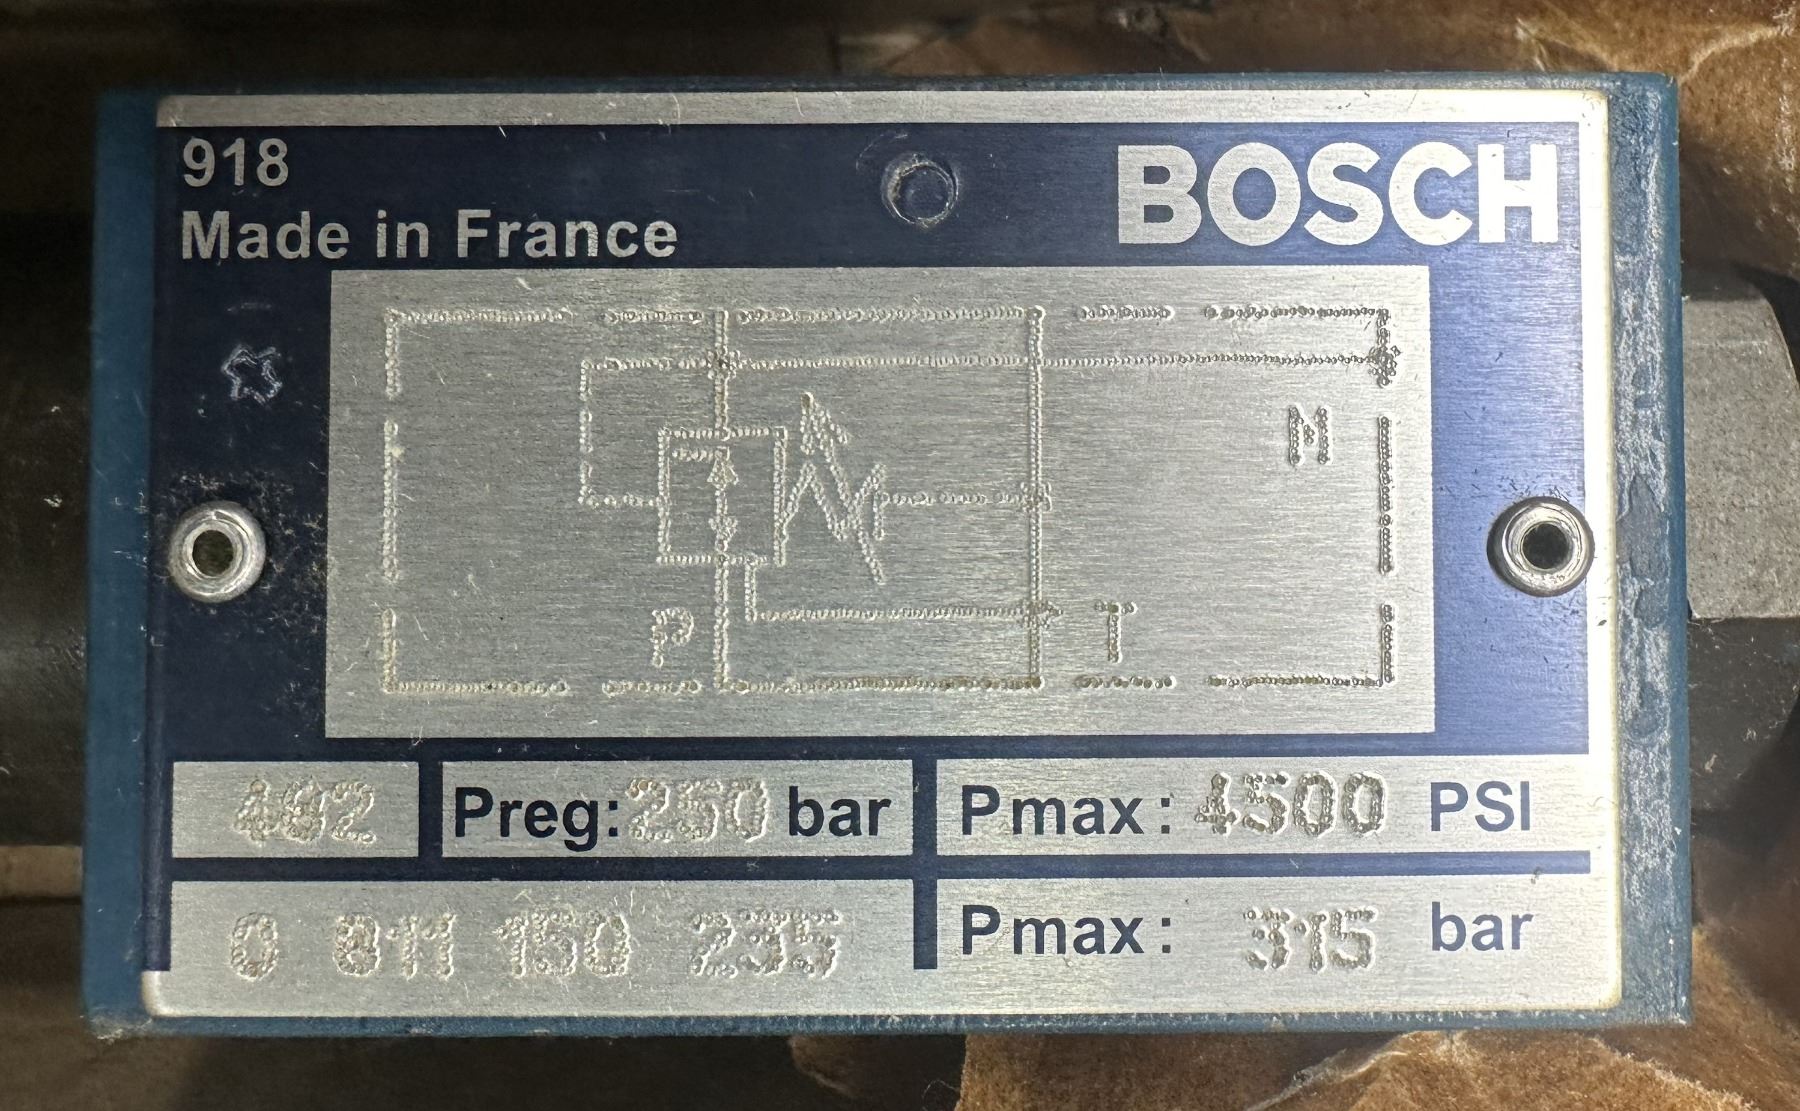 918
BOSCH
Made in France
M
P
T
492
Preg: 250 bar
Pmax: 4500 PSI
0 811 150 235
Pmax: 315 bar